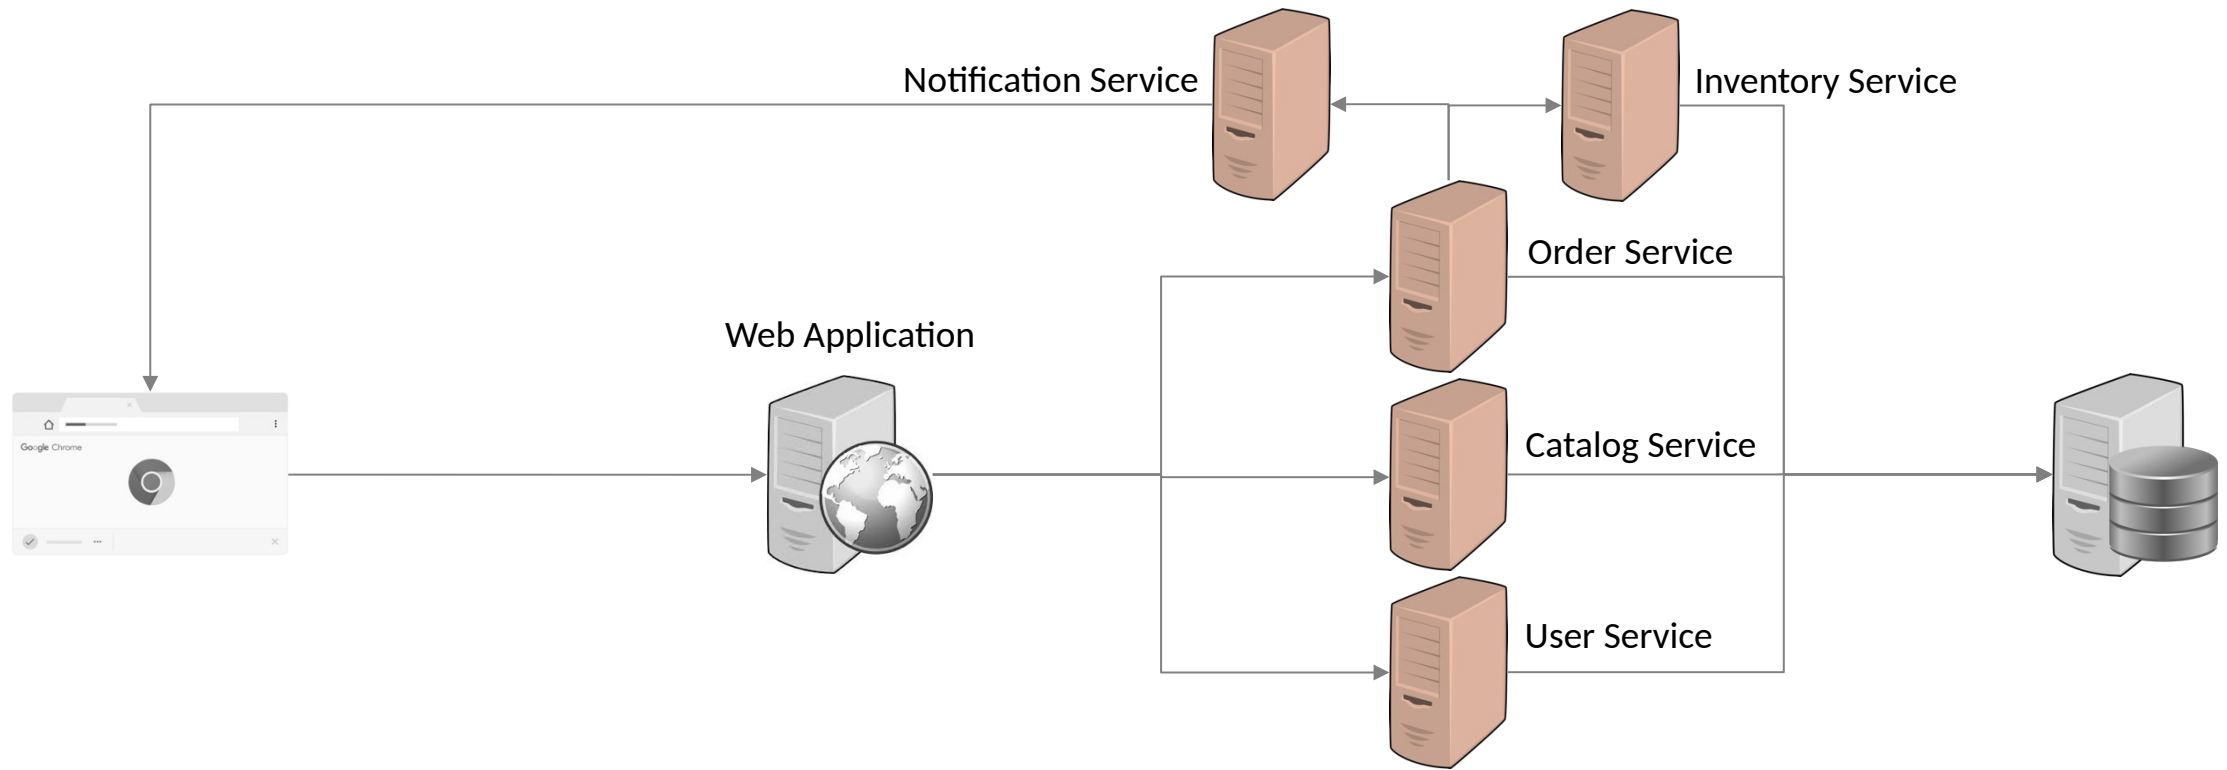 Notification Service
Inventory Service
Order Service
Web Application
Google Chrome
Catalog Service
User Service